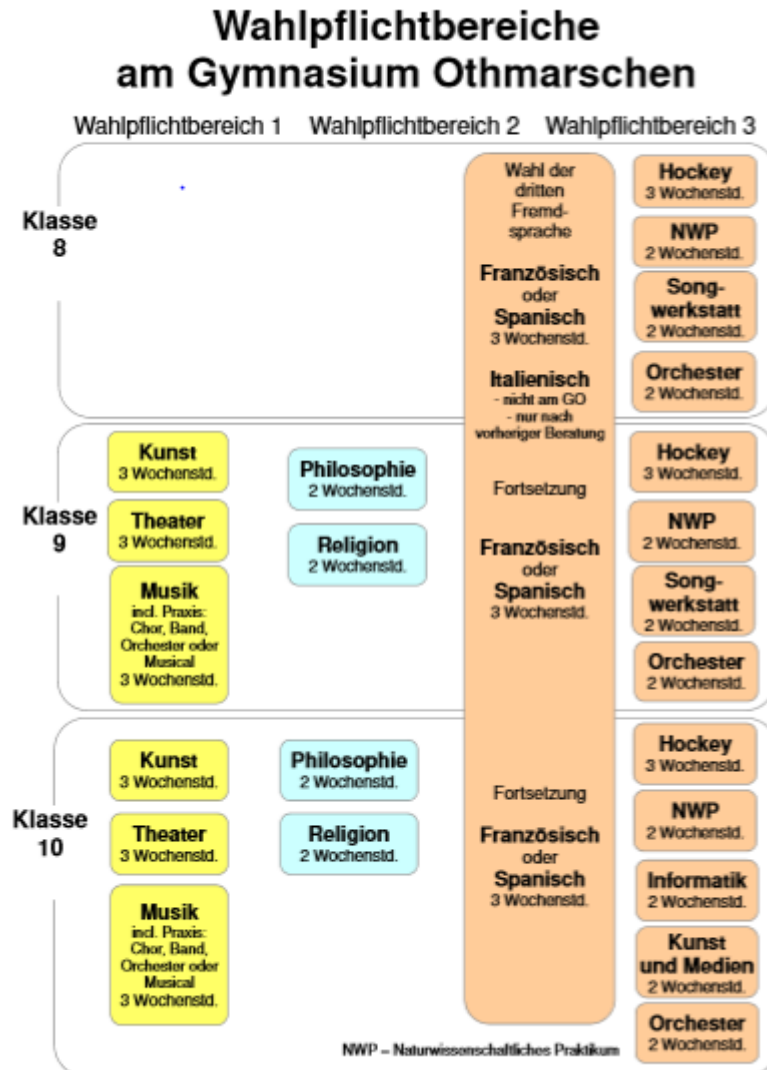 Wahlpflichtbereiche
am Gymnasium Othmarschen
Wahlpflichtbereich 1
Wahlpflichtbereich 2
Wahlpflichtbereich 3
Klasse
8
Wahl der
dritten
Fremd-
sprache
Französisch
oder
Spanisch
3 Wochenstd.
Italienisch
- nicht am GO
- nur nach
vorheriger Beratung
Hockey
3 Wochenstd.
NWP
2 Wochenstd.
Song-
werkstatt
2 Wochenstd.
Orchester
2 Wochenstd.
Klasse
9
Kunst
3 Wochenstd.
Theater
3 Wochenstd.
Musik
incl. Praxis:
Chor, Band,
Orchester oder
Musical
3 Wochenstd.
Philosophie
2 Wochenstd.
Religion
2 Wochenstd.
Fortsetzung
Französisch
oder
Spanisch
3 Wochenstd.
Hockey
3 Wochenstd.
NWP
2 Wochenstd.
Song-
werkstatt
2 Wochenstd.
Orchester
2 Wochenstd.
Klasse
10
Kunst
3 Wochenstd.
Theater
3 Wochenstd.
Musik
incl. Praxis:
Chor, Band,
Orchester oder
Musical
3 Wochenstd.
Philosophie
2 Wochenstd.
Religion
2 Wochenstd.
Fortsetzung
Französisch
oder
Spanisch
3 Wochenstd.
Hockey
3 Wochenstd.
NWP
2 Wochenstd.
Informatik
2 Wochenstd.
Kunst
und Medien
2 Wochenstd.
Orchester
2 Wochenstd.
NWP – Naturwissenschaftliches Praktikum